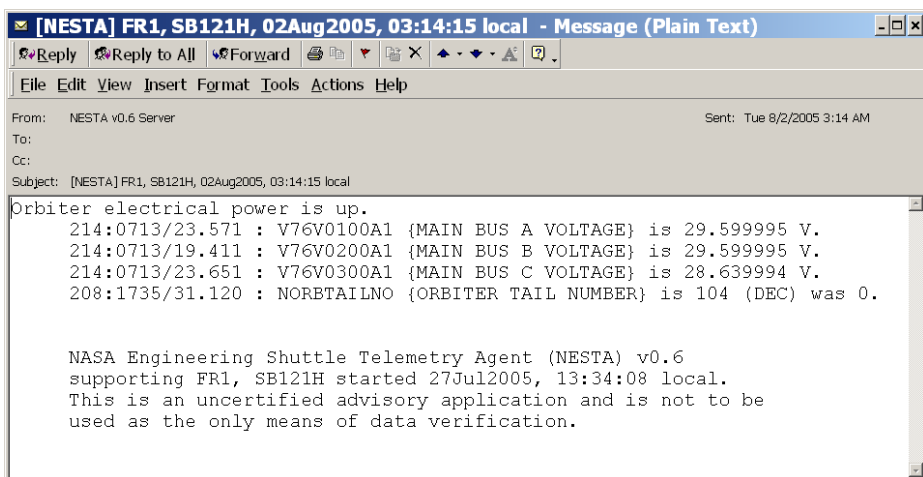 [NESTA] FR1, SB121H, 02Aug2005, 03:14:15 local - Message (Plain Text)
Reply Reply to All Forward
File Edit View Insert Format Tools Actions Help
From: NESTA v0.6 Server Sent: Tue 8/2/2005 3:14 AM
To:
Cc:
Subject: [NESTA] FR1, SB121H, 02Aug2005, 03:14:15 local
Orbiter electrical power is up.
214:0713/23.571 : V76V0100A1 {MAIN BUS A VOLTAGE} is 29.599995 V.
214:0713/19.411 : V76V0200A1 {MAIN BUS B VOLTAGE} is 29.599995 V.
214:0713/23.651 : V76V0300A1 {MAIN BUS C VOLTAGE} is 28.639994 V.
208:1735/31.120 : NORBTAILNO {ORBITER TAIL NUMBER} is 104 (DEC) was 0.
NASA Engineering Shuttle Telemetry Agent (NESTA) v0.6
supporting FR1, SB121H started 27Jul2005, 13:34:08 local.
This is an uncertified advisory application and is not to be
used as the only means of data verification.